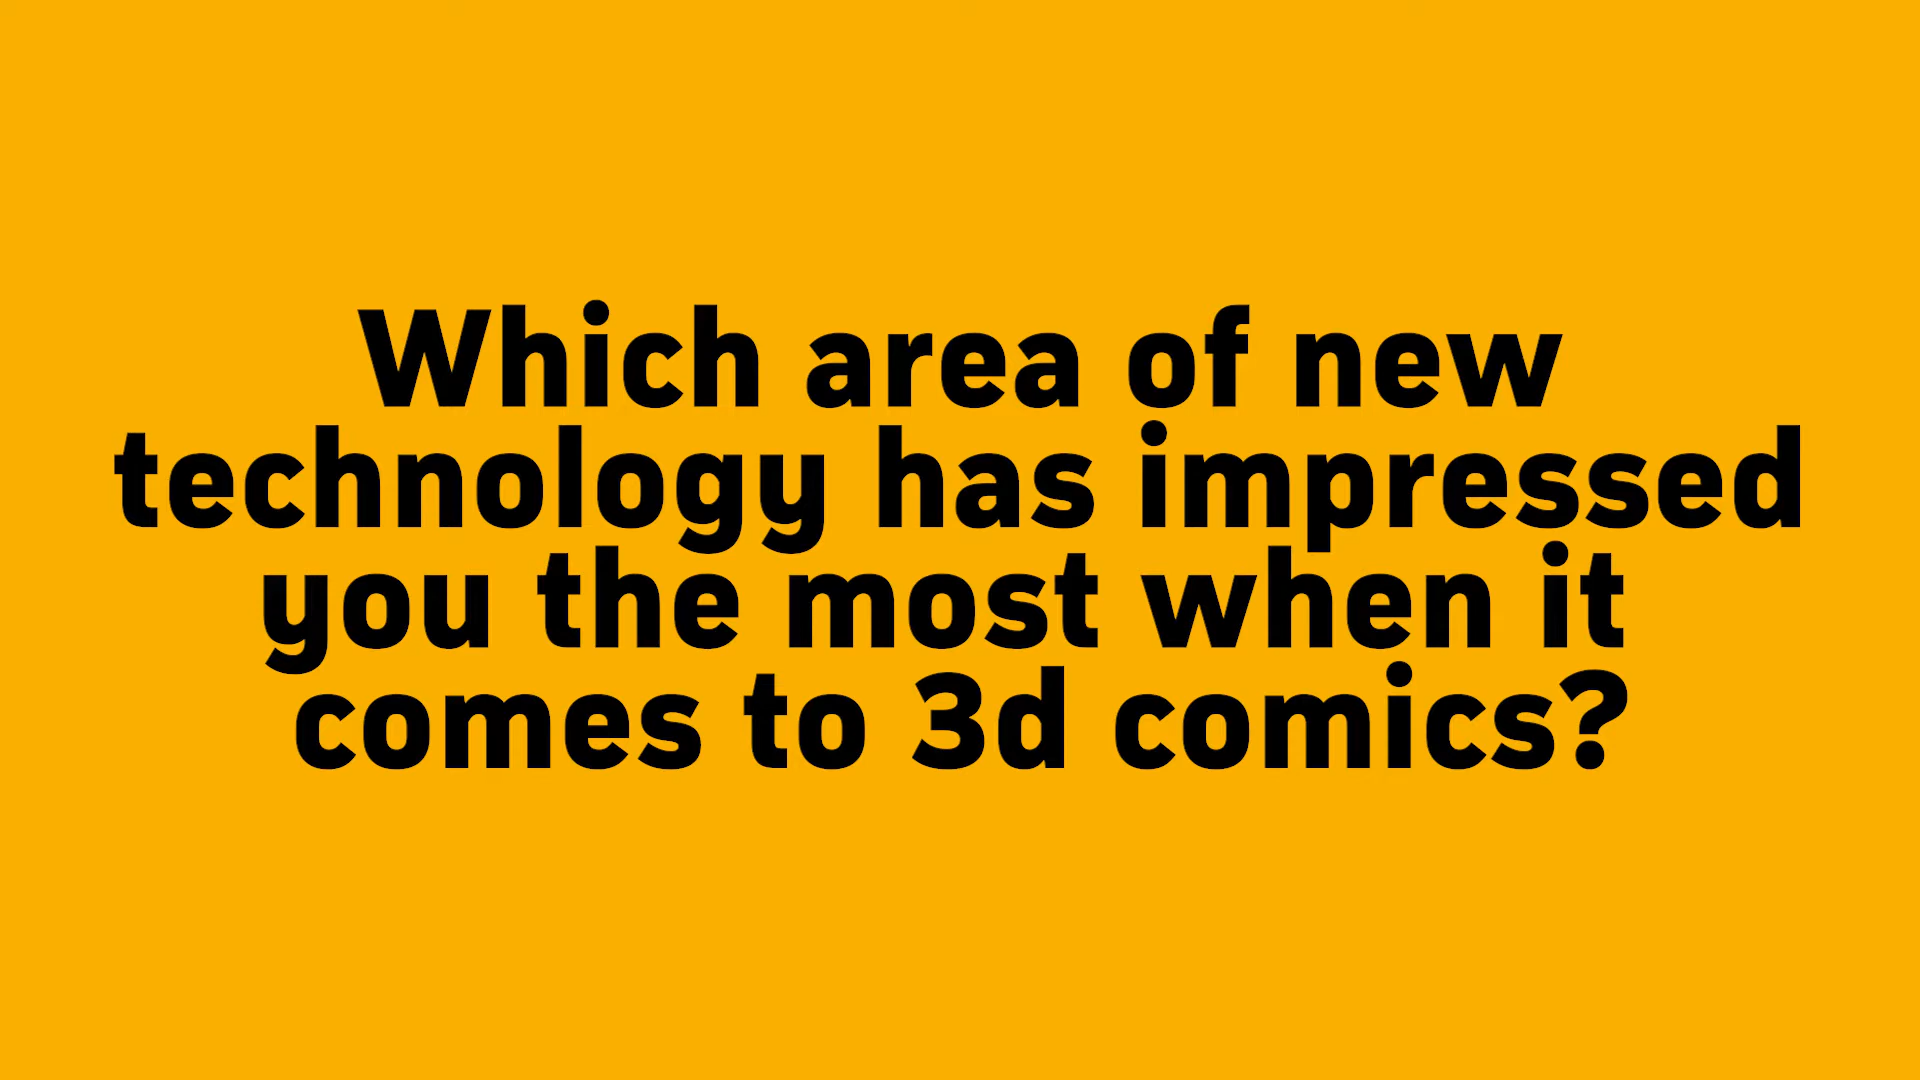 Which area of new
technology has impressed
you the most when it
comes to 3d comics?